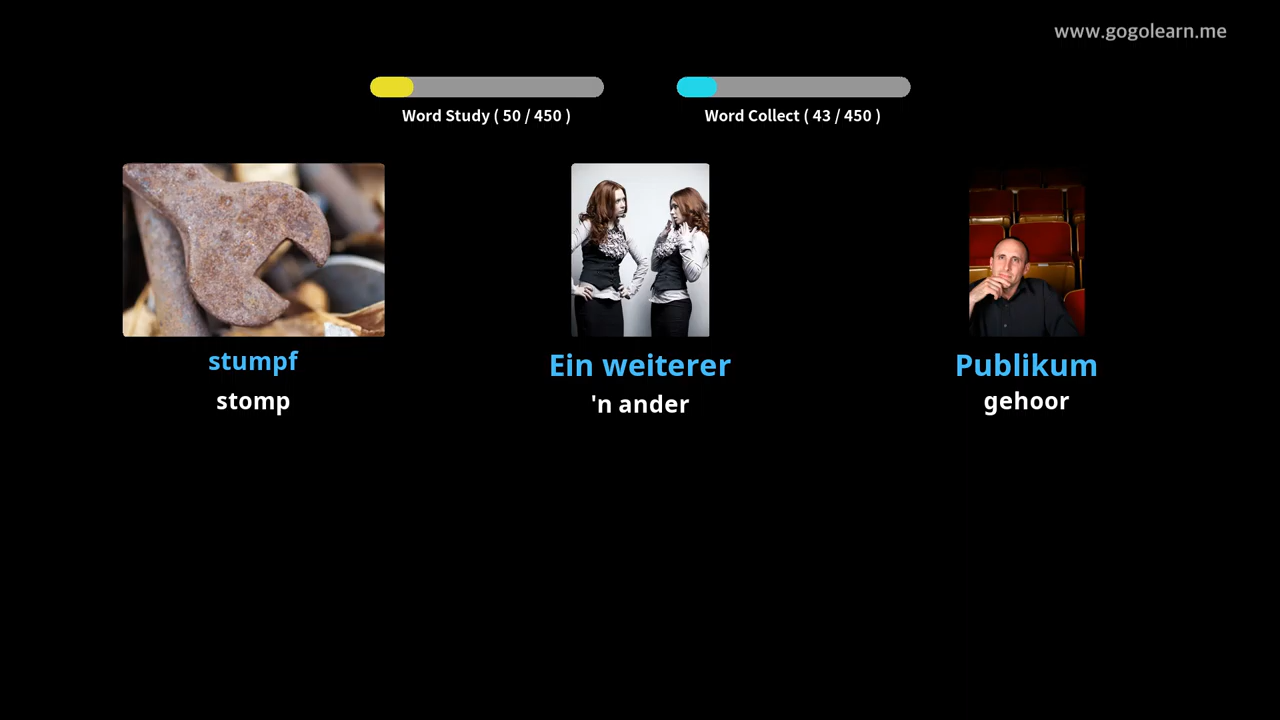 www.gogolearn.me
Word Study ( 50 / 450 )
Word Collect ( 43 / 450 )
stumpf
stomp
Ein weiterer
'n ander
Publikum
gehoor